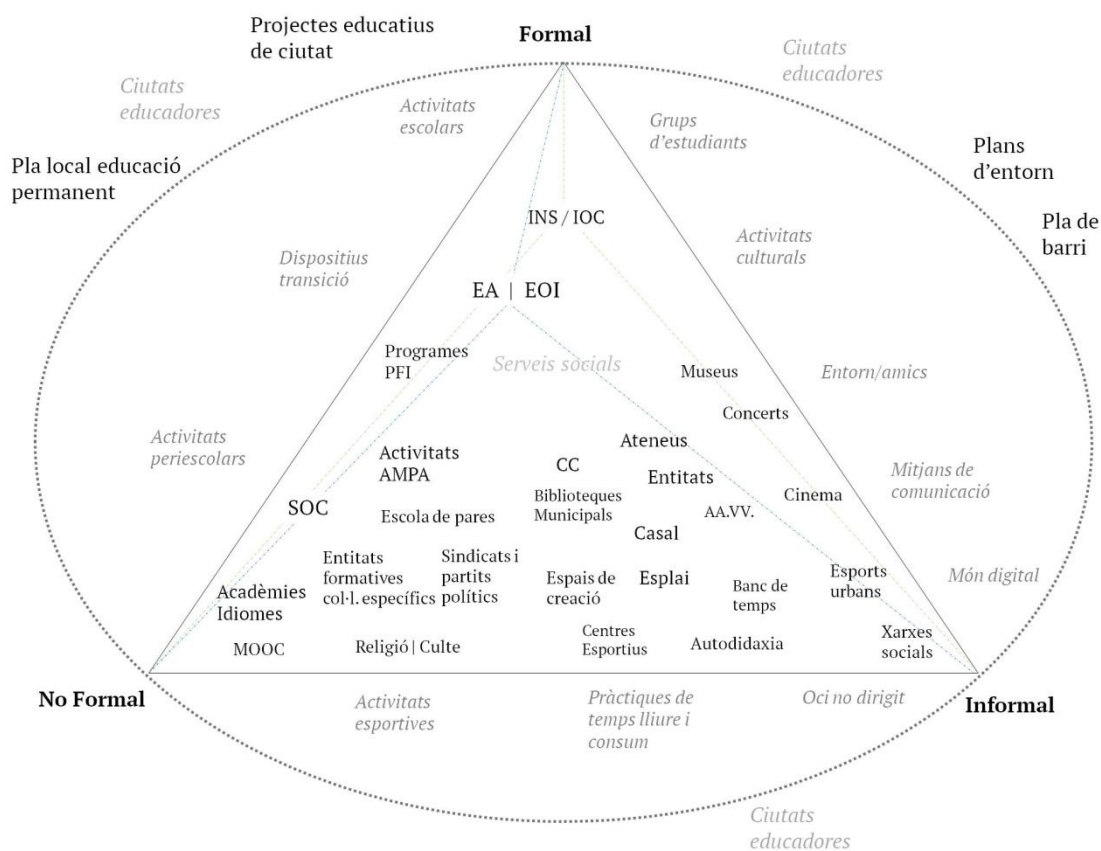 Projectes educatius
de ciutat
Formal
Ciutats
educadores
Ciutats
educadores
Activitats
escolars
Grups
d'estudiants
Pla local educació
permanent
Plans
d'entorn
INS / IOC
Pla de
barri
Activitats
culturals
Dispositius
transició
EA | EOI
Programes
PFI
Serveis socials
Museus
Entorn/amics
Concerts
Activitats
periescolars
Activitats
AMPA
Ateneus
CC
Entitats
Mitjans de
comunicació
Cinema
Biblioteques
Municipals
SOC
Escola de pares
AA.VV.
Casal
Entitats
formatives
col·l. específics
Sindicats i
partits
polítics
Espais de
creació
Esplai
Banc de
temps
Esports
urbans
Món digital
Acadèmies
Idiomes
MOOC
Religió | Culte
Centres
Esportius
Autodidaxia
Xarxes
socials
No Formal
Activitats
esportives
Pràctiques de
temps lliure i
consum
Oci no dirigit
Informal
Ciutats
educadores